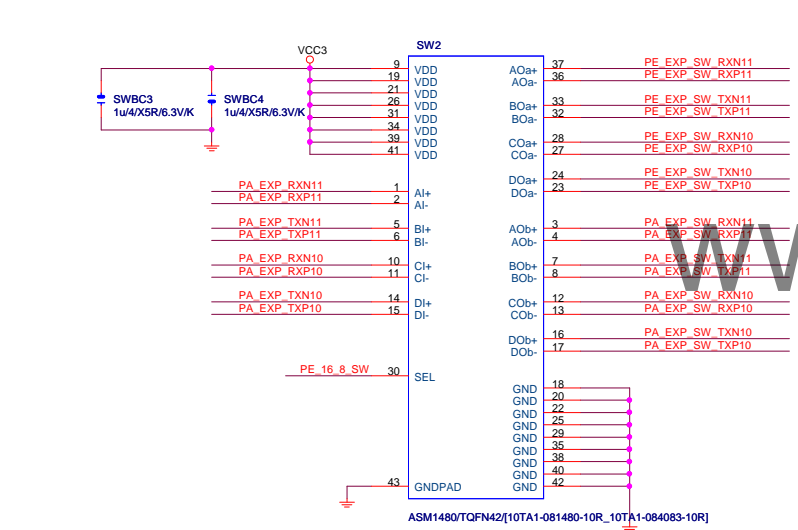 SW2
VCC3
SWBC3
1u/4/X5R/6.3V/K
SWBC4
1u/4/X5R/6.3V/K
9 VDD
19 VDD
21 VDD
26 VDD
31 VDD
34 VDD
39 VDD
41 VDD
PA_EXP_RXN11 1 AI+
PA_EXP_RXP11 2 AI-
PA_EXP_TXN11 5 BI+
PA_EXP_TXP11 6 BI-
PA_EXP_RXN10 10 CI+
PA_EXP_RXP10 11 CI-
PA_EXP_TXN10 14 DI+
PA_EXP_TXP10 15 DI-
PE_16_8_SW 30 SEL
43 GNDPAD
AOa+ 37 PE_EXP_SW_RXN11
AOa- 36 PE_EXP_SW_RXP11
BOa+ 33 PE_EXP_SW_TXN11
BOa- 32 PE_EXP_SW_TXP11
COa+ 28 PE_EXP_SW_RXN10
COa- 27 PE_EXP_SW_RXP10
DOa+ 24 PE_EXP_SW_TXN10
DOa- 23 PE_EXP_SW_TXP10
AOb+ 3 PA_EXP_SW_RXN11
AOb- 4 PA_EXP_SW_RXP11
BOb+ 7 PA_EXP_SW_TXN11
BOb- 8 PA_EXP_SW_TXP11
COb+ 12 PA_EXP_SW_RXN10
COb- 13 PA_EXP_SW_RXP10
DOb+ 16 PA_EXP_SW_TXN10
DOb- 17 PA_EXP_SW_TXP10
GND 18
GND 20
GND 22
GND 25
GND 29
GND 35
GND 38
GND 40
GND 42
ASM1480/TQFN42/[10TA1-081480-10R_10TA1-084083-10R]